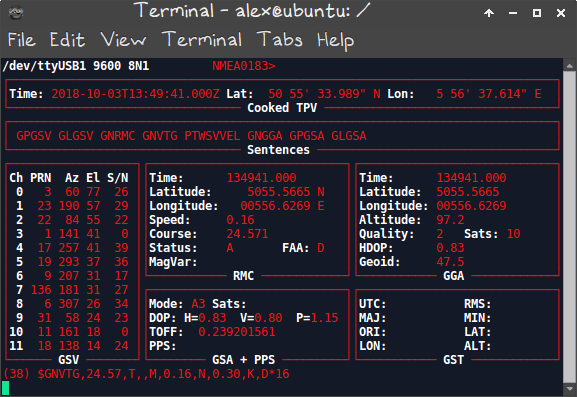 Terminal - alex@ubuntu: /
File Edit View Terminal Tabs Help
/dev/ttyUSB1 9600 8N1 NMEA0183>
Time: 2018-10-03T13:49:41.000Z Lat: 50 55' 33.989" N Lon: 5 56' 37.614" E
Cooked TPV
GPGSV GLGSV GNRMC GNVTG PTWSVVEL GNGGA GPGSA GLGSA
Sentences
Ch PRN Az El S/N
0 3 60 77 26
1 23 190 57 29
2 22 84 55 22
3 1 141 41 0
4 17 257 41 39
5 19 293 37 36
6 9 207 31 17
7 136 181 31 27
8 6 307 26 34
9 31 58 24 23
10 11 161 18 0
11 18 138 14 24
GSV
Time: 134941.000
Latitude: 5055.5665 N
Longitude: 00556.6269 E
Speed: 0.16
Course: 24.571
Status: A FAA: D
MagVar:
RMC
Time: 134941.000
Latitude: 5055.5665
Longitude: 00556.6269
Altitude: 97.2
Quality: 2 Sats: 10
HDOP: 0.83
Geoid: 47.5
GGA
Mode: A3 Sats:
DOP: H=0.83 V=0.80 P=1.15
TOFF: 0.239201561
PPS:
GSA + PPS
UTC: RMS:
MAJ: MIN:
ORI: LAT:
LON: ALT:
GST
(38) $GNVTG,24.57,T,,M,0.16,N,0.30,K,D*16